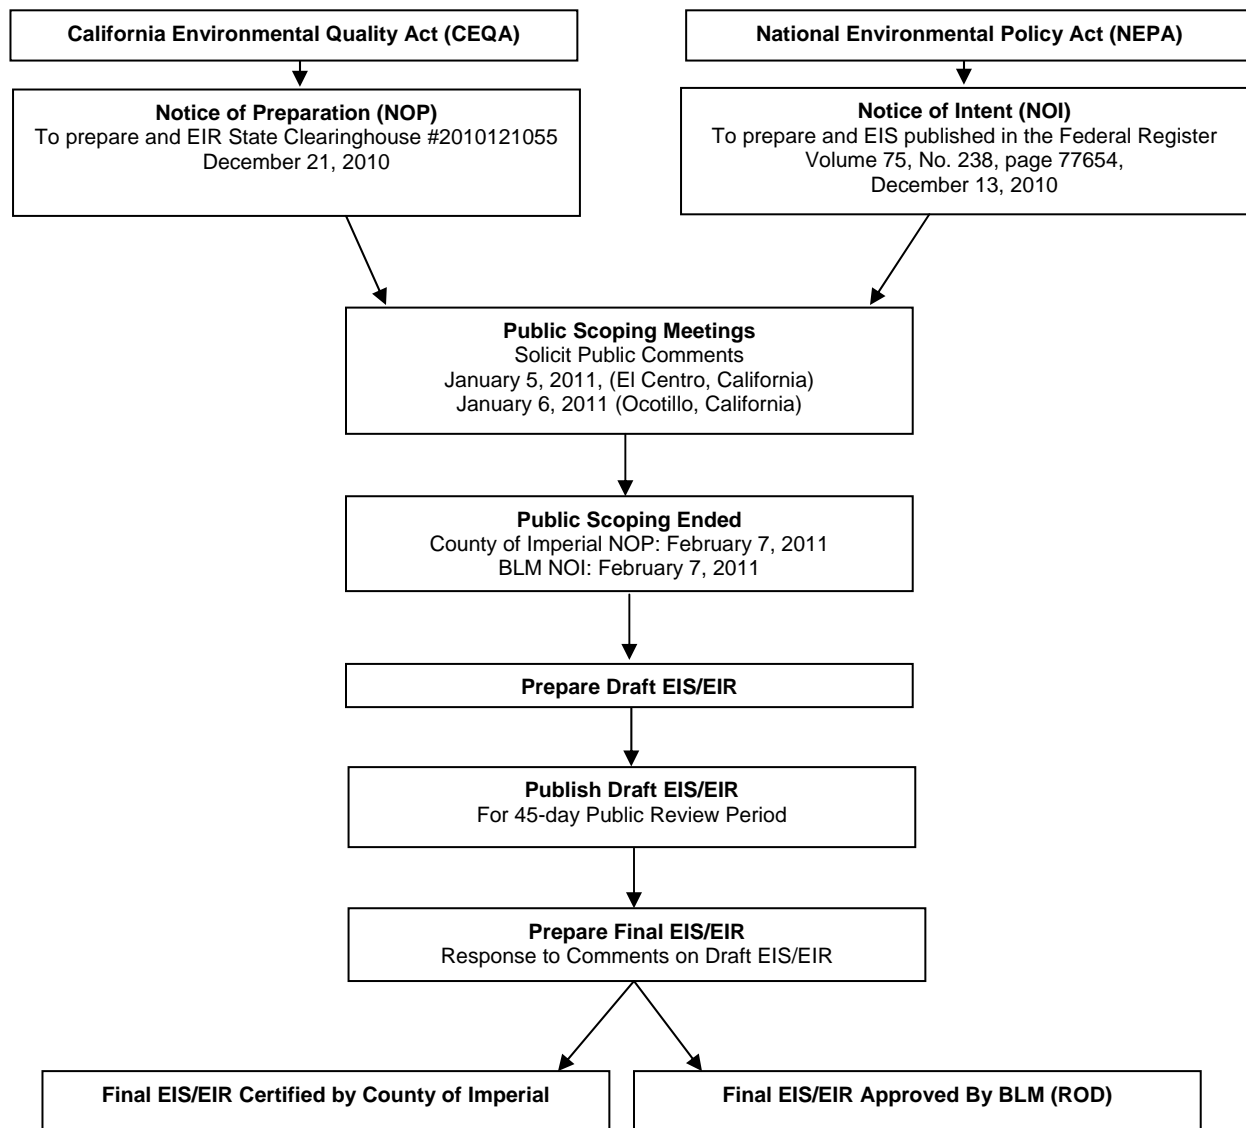 California Environmental Quality Act (CEQA)
National Environmental Policy Act (NEPA)
Notice of Preparation (NOP)
To prepare and EIR State Clearinghouse #2010121055
December 21, 2010
Notice of Intent (NOI)
To prepare and EIS published in the Federal Register
Volume 75, No. 238, page 77654,
December 13, 2010
Public Scoping Meetings
Solicit Public Comments
January 5, 2011, (El Centro, California)
January 6, 2011 (Ocotillo, California)
Public Scoping Ended
County of Imperial NOP: February 7, 2011
BLM NOI: February 7, 2011
Prepare Draft EIS/EIR
Publish Draft EIS/EIR
For 45-day Public Review Period
Prepare Final EIS/EIR
Response to Comments on Draft EIS/EIR
Final EIS/EIR Certified by County of Imperial
Final EIS/EIR Approved By BLM (ROD)